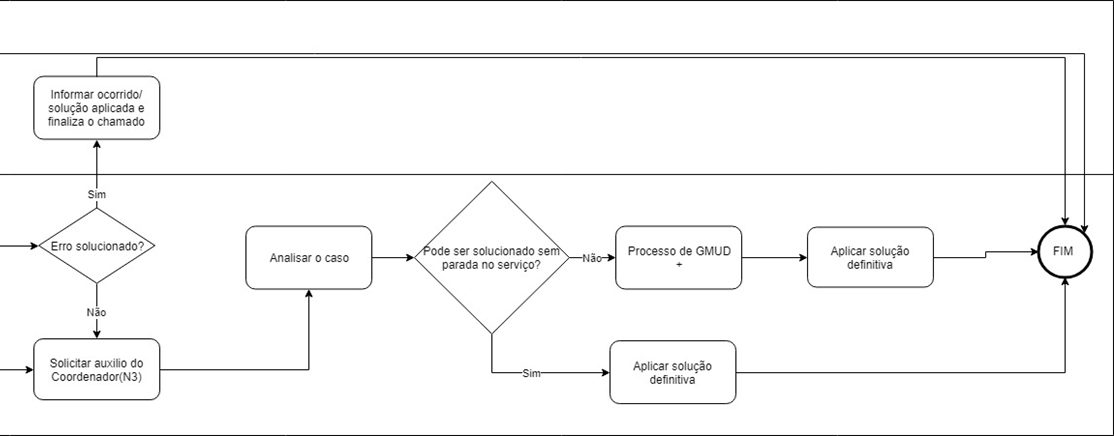 Informar ocorrido/
solução aplicada e
finaliza o chamado
Sim
Erro solucionado?
Não
Solicitar auxilio do
Coordenador(N3)
Analisar o caso
Pode ser solucionado sem
parada no serviço?
Não
Processo de GMUD
+
Aplicar solução
definitiva
FIM
Sim
Aplicar solução
definitiva